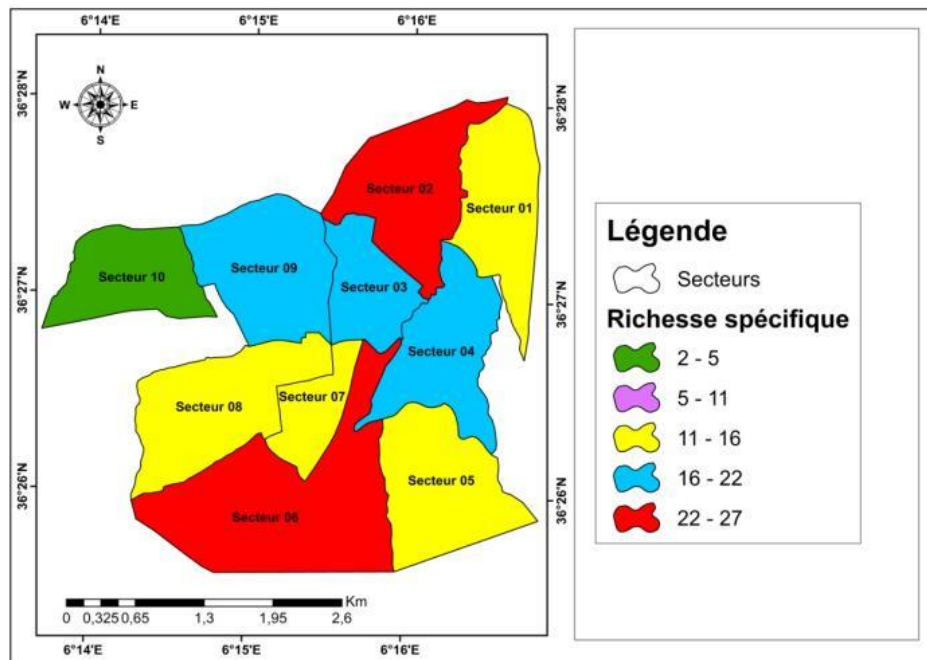 6°14'E 6°15'E 6°16'E
36°28'N 36°28'N
N
W E
S
Secteur 02
Secteur 01
Secteur 10
Secteur 09
Secteur 03
36°27'N 36°27'N
Secteur 04
Secteur 08
Secteur 07
Secteur 05
36°26'N 36°26'N
Secteur 06
Km
0 0,325 0,65 1,3 1,95 2,6
6°14'E 6°15'E 6°16'E
Légende
Secteurs
Richesse spécifique
2 - 5
5 - 11
11 - 16
16 - 22
22 - 27